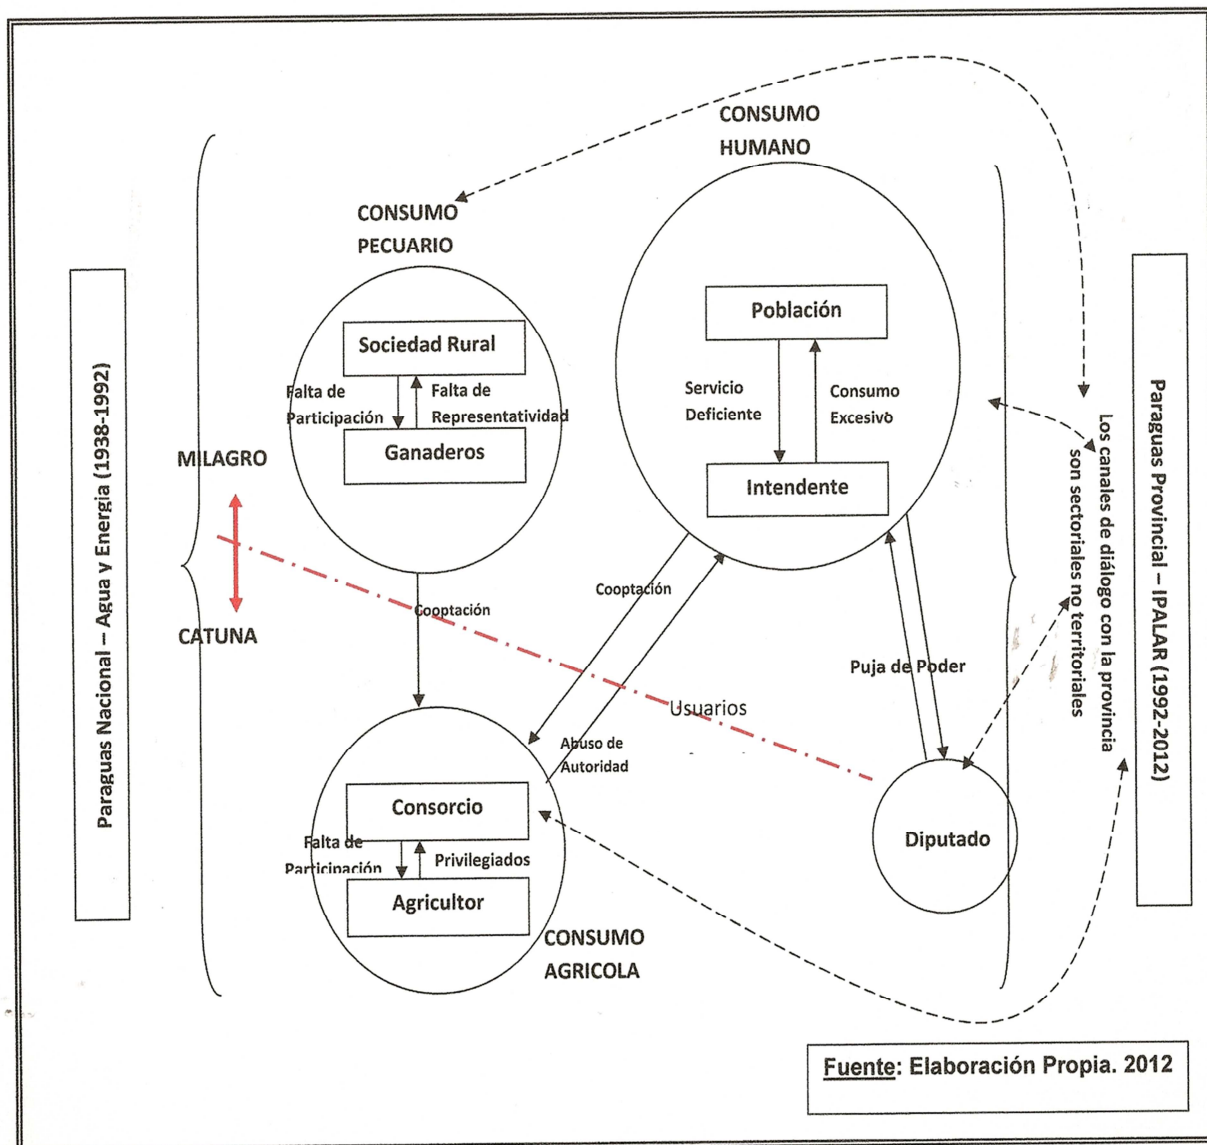 CONSUMO
HUMANO
CONSUMO
PECUARIO
Población
Sociedad Rural
Servicio
Deficiente
Consumo
Excesivo
Falta de
Participación
Falta de
Representatividad
Ganaderos
Intendente
MILAGRO
CATUNA
Cooptación
Cooptación
Puja de Poder
Usuarios
Abuso de
Autoridad
Consorcio
Falta de
Participación
Privilegiados
Agricultor
Diputado
CONSUMO
AGRICOLA
Paraguas Nacional – Agua y Energía (1938-1992)
Los canales de diálogo con la provincia
son sectoriales no territoriales
Paraguas Provincial – IPALAR (1992-2012)
Fuente: Elaboración Propia. 2012